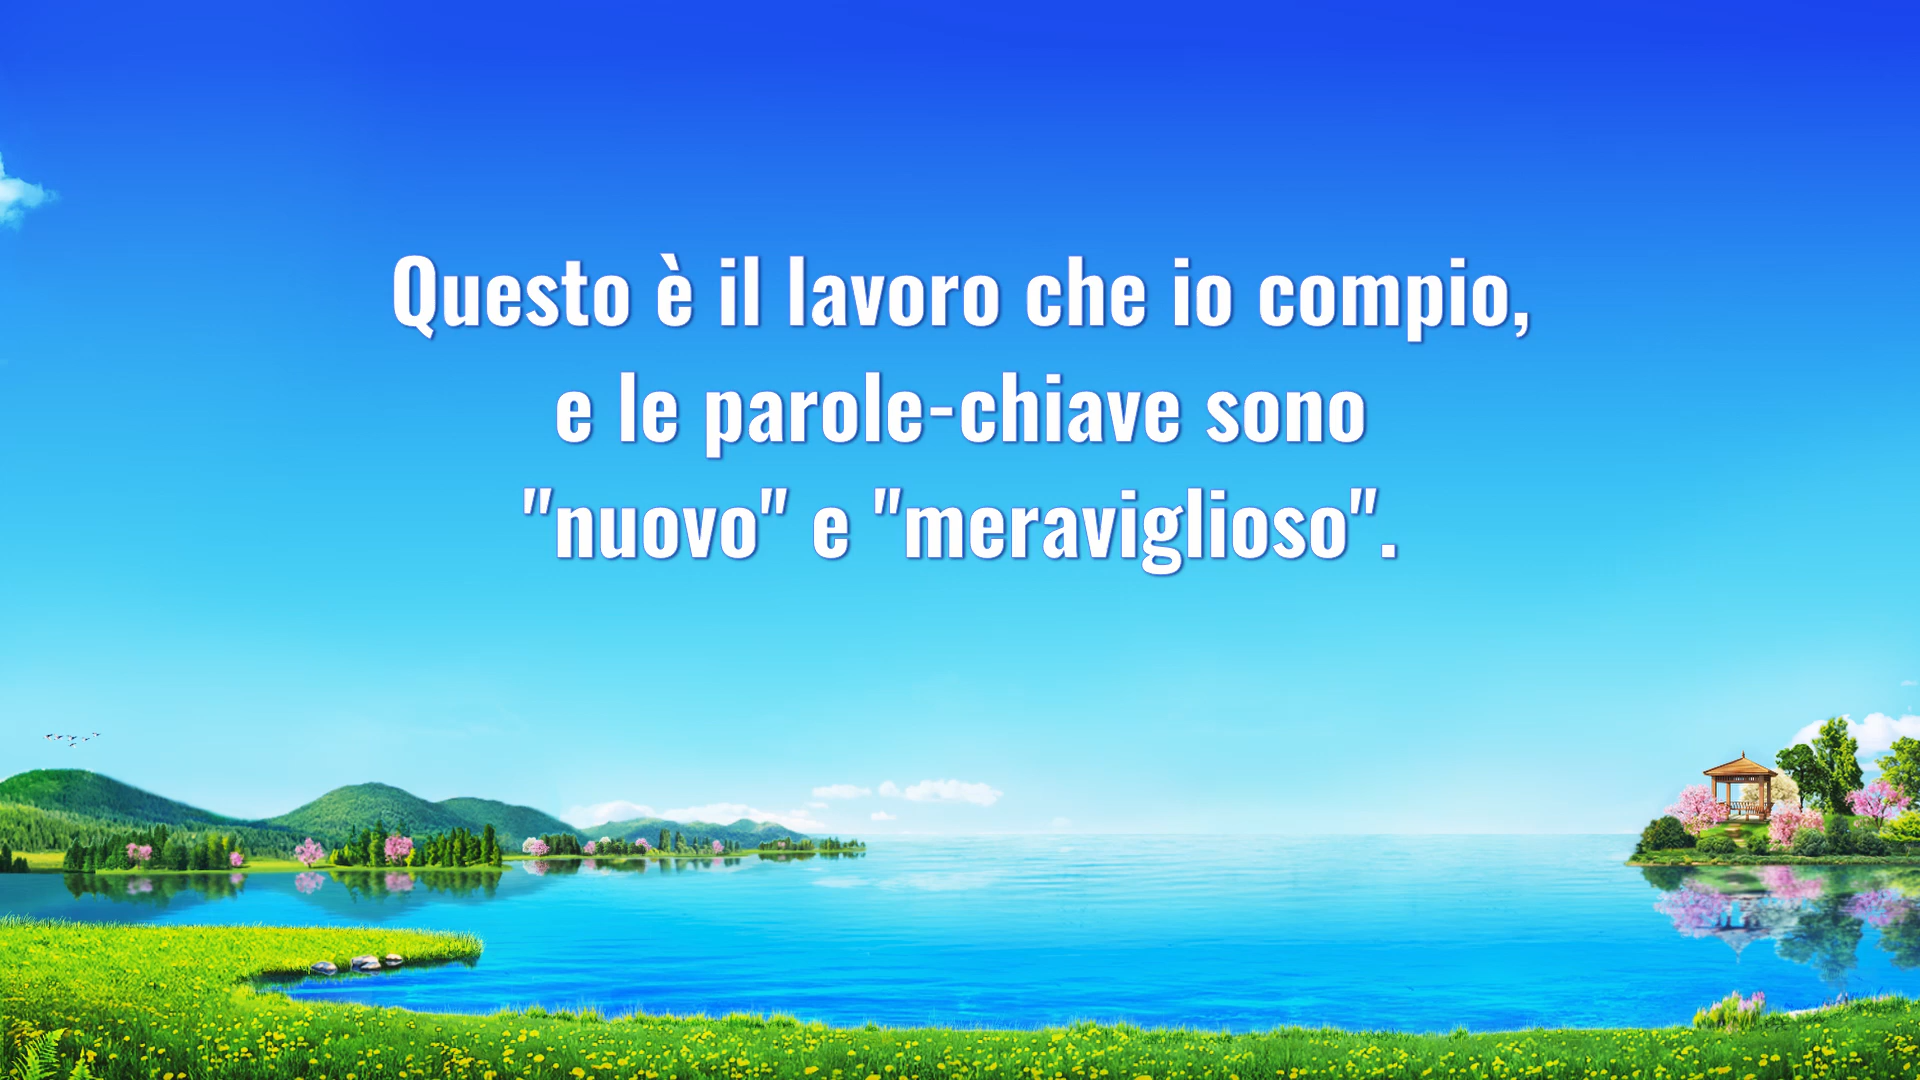 Questo è il lavoro che io compio,
e le parole-chiave sono
"nuovo" e "meraviglioso".